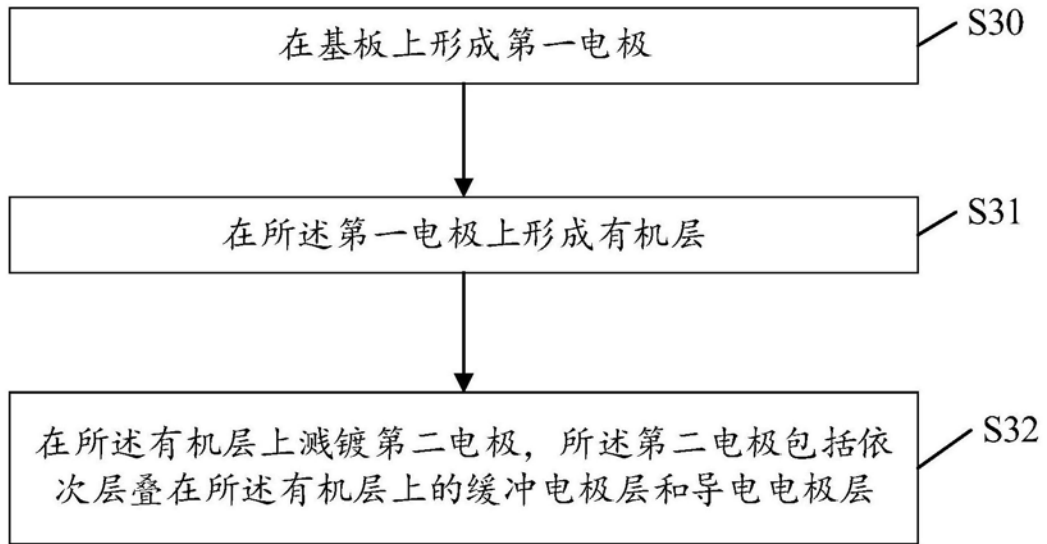 在基板上形成第一电极
S30
在所述第一电极上形成有机层
S31
在所述有机层上溅镀第二电极，所述第二电极包括依
次层叠在所述有机层上的缓冲电极层和导电电极层
S32